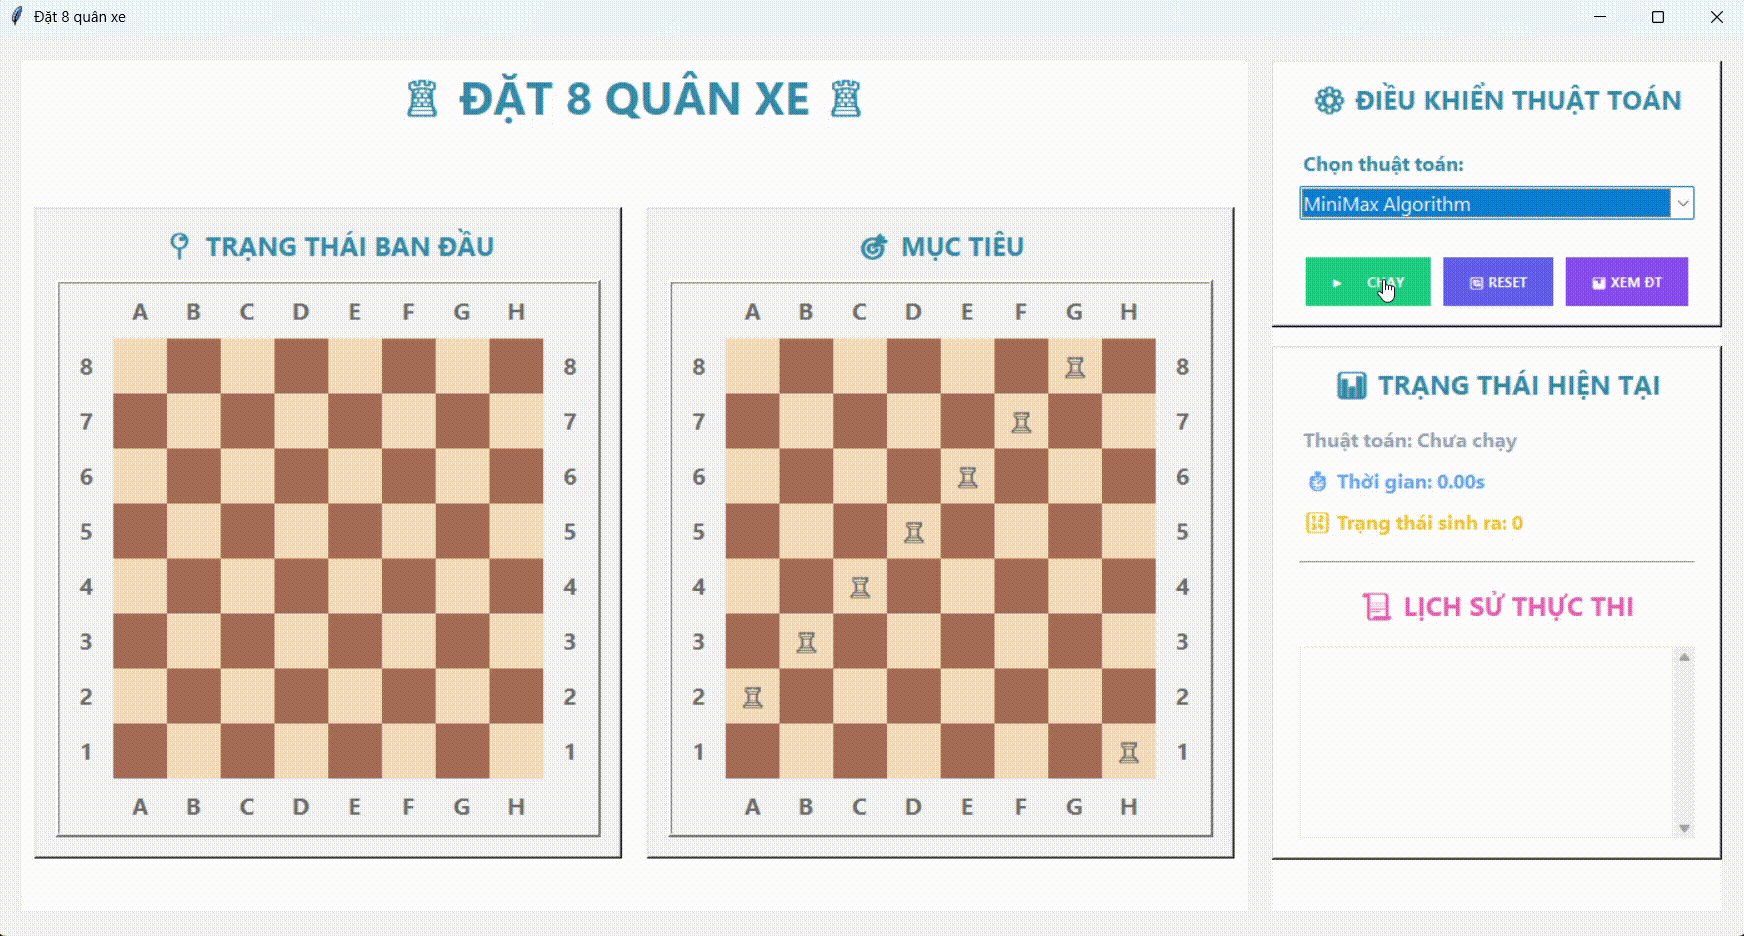 Đặt 8 quân xe
ĐẶT 8 QUÂN XE
TRẠNG THÁI BAN ĐẦU
A B C D E F G H
8 8
7 7
6 6
5 5
4 4
3 3
2 2
1 1
A B C D E F G H
MỤC TIÊU
A B C D E F G H
8 8
7 7
6 6
5 5
4 4
3 3
2 2
1 1
A B C D E F G H
ĐIỀU KHIỂN THUẬT TOÁN
Chọn thuật toán:
MiniMax Algorithm
CHẠY
RESET
XEM ĐT
TRẠNG THÁI HIỆN TẠI
Thuật toán: Chưa chạy
Thời gian: 0.00s
Trạng thái sinh ra: 0
LỊCH SỬ THỰC THI